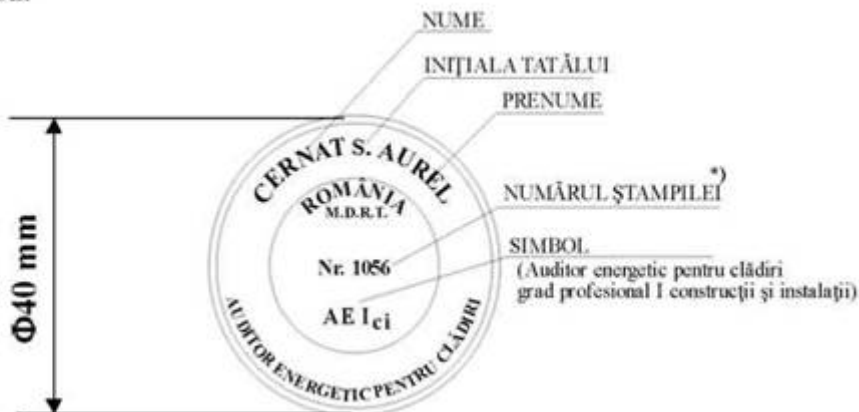 NUME
INIŢIALA TATĂLUI
PRENUME
CERNAT S. AUREL
ROMÂNIA
M.D.R.T.
NUMĂRUL ŞTAMPILEI*)
Nr. 1056
SIMBOL
(Auditor energetic pentru clădiri
grad profesional I construcţii şi instalaţii)
AE Ici
AUDITOR ENERGETIC PENTRU CLĂDIRI
Φ40 mm